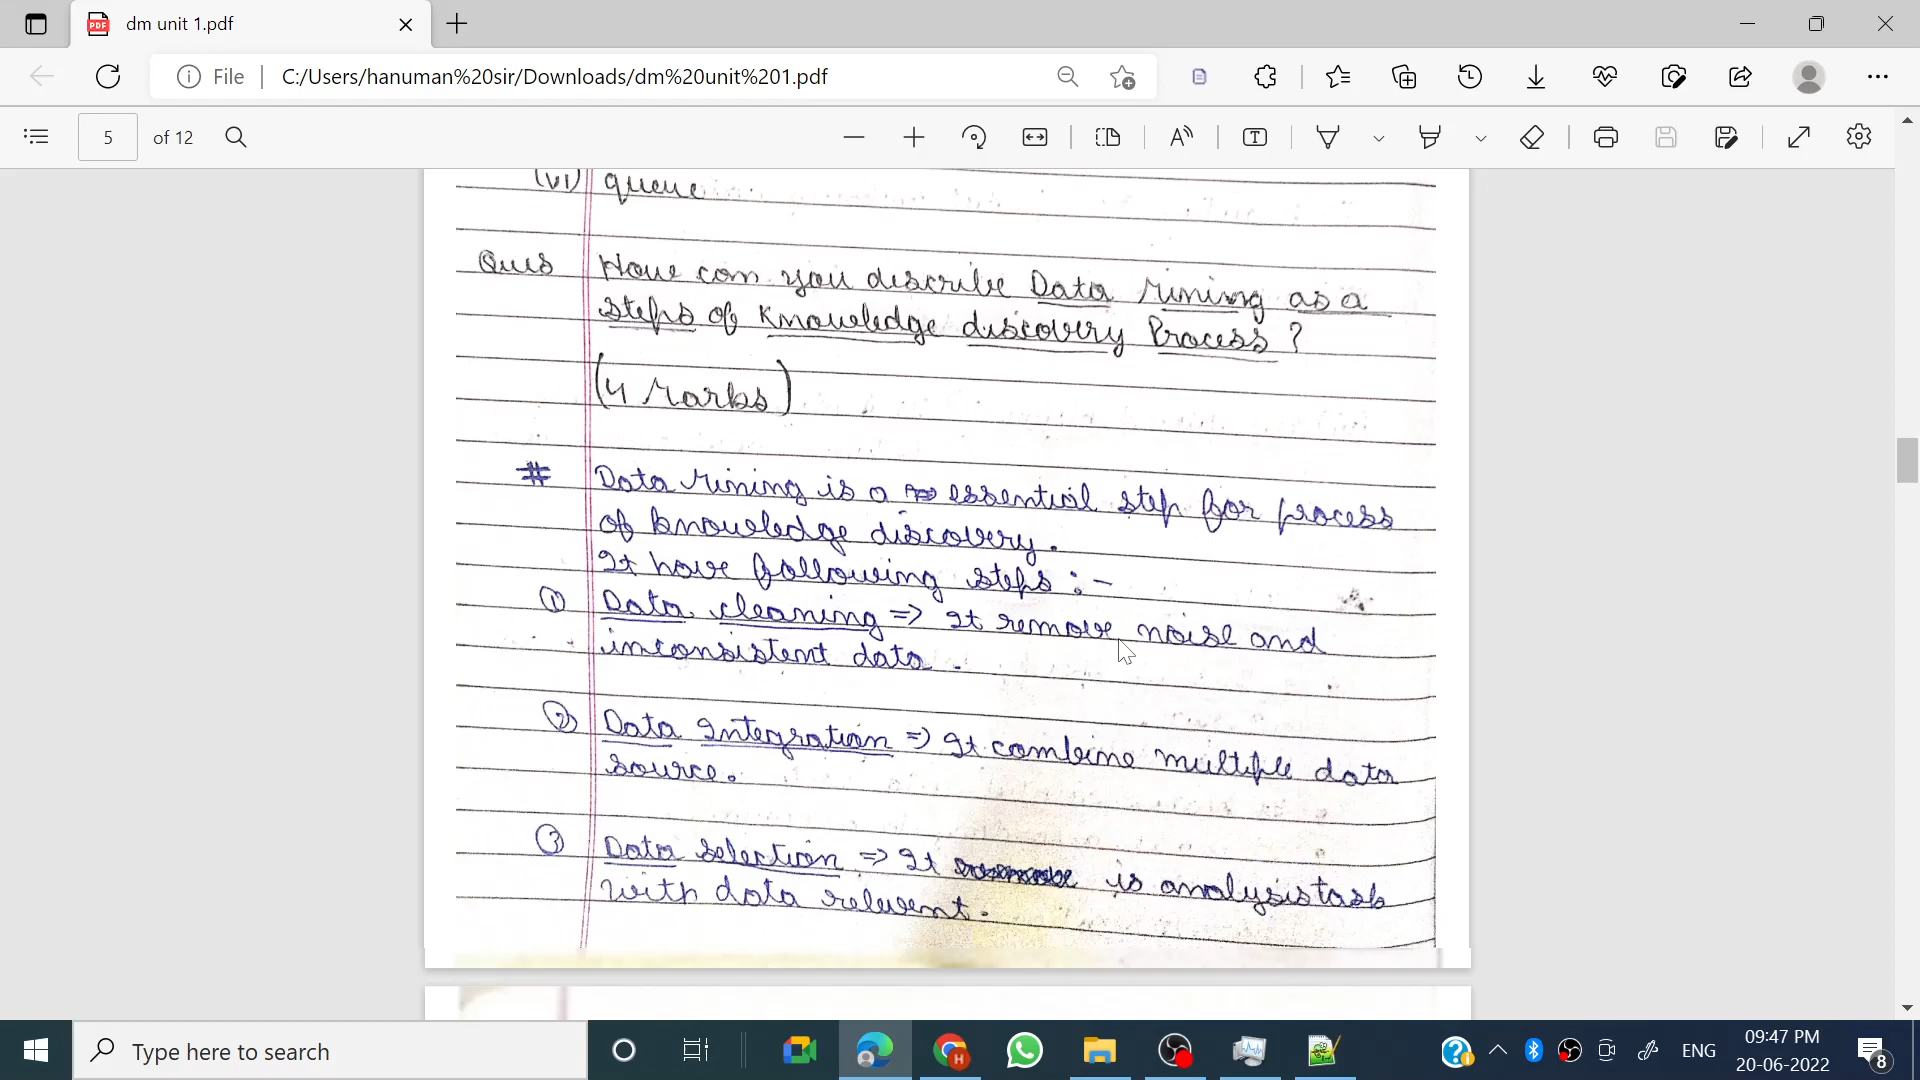 dm unit 1.pdf
File
C:/Users/hanuman%20sir/Downloads/dm%20unit%201.pdf
5 of 12
(vi) queue
Ques How can you describe Data Mining as a
steps of knowledge discovery Process ?
(4 Marks)
# Data Mining is a essential step for process
of knowledge discovery.
It have following steps :-
① Data cleaning => It remove noise and
inconsistent data .
② Data Integration => It combine multiple data
source.
③ Data selection => It is analysis task
with data relevent.
Type here to search
ENG
09:47 PM
20-06-2022
8